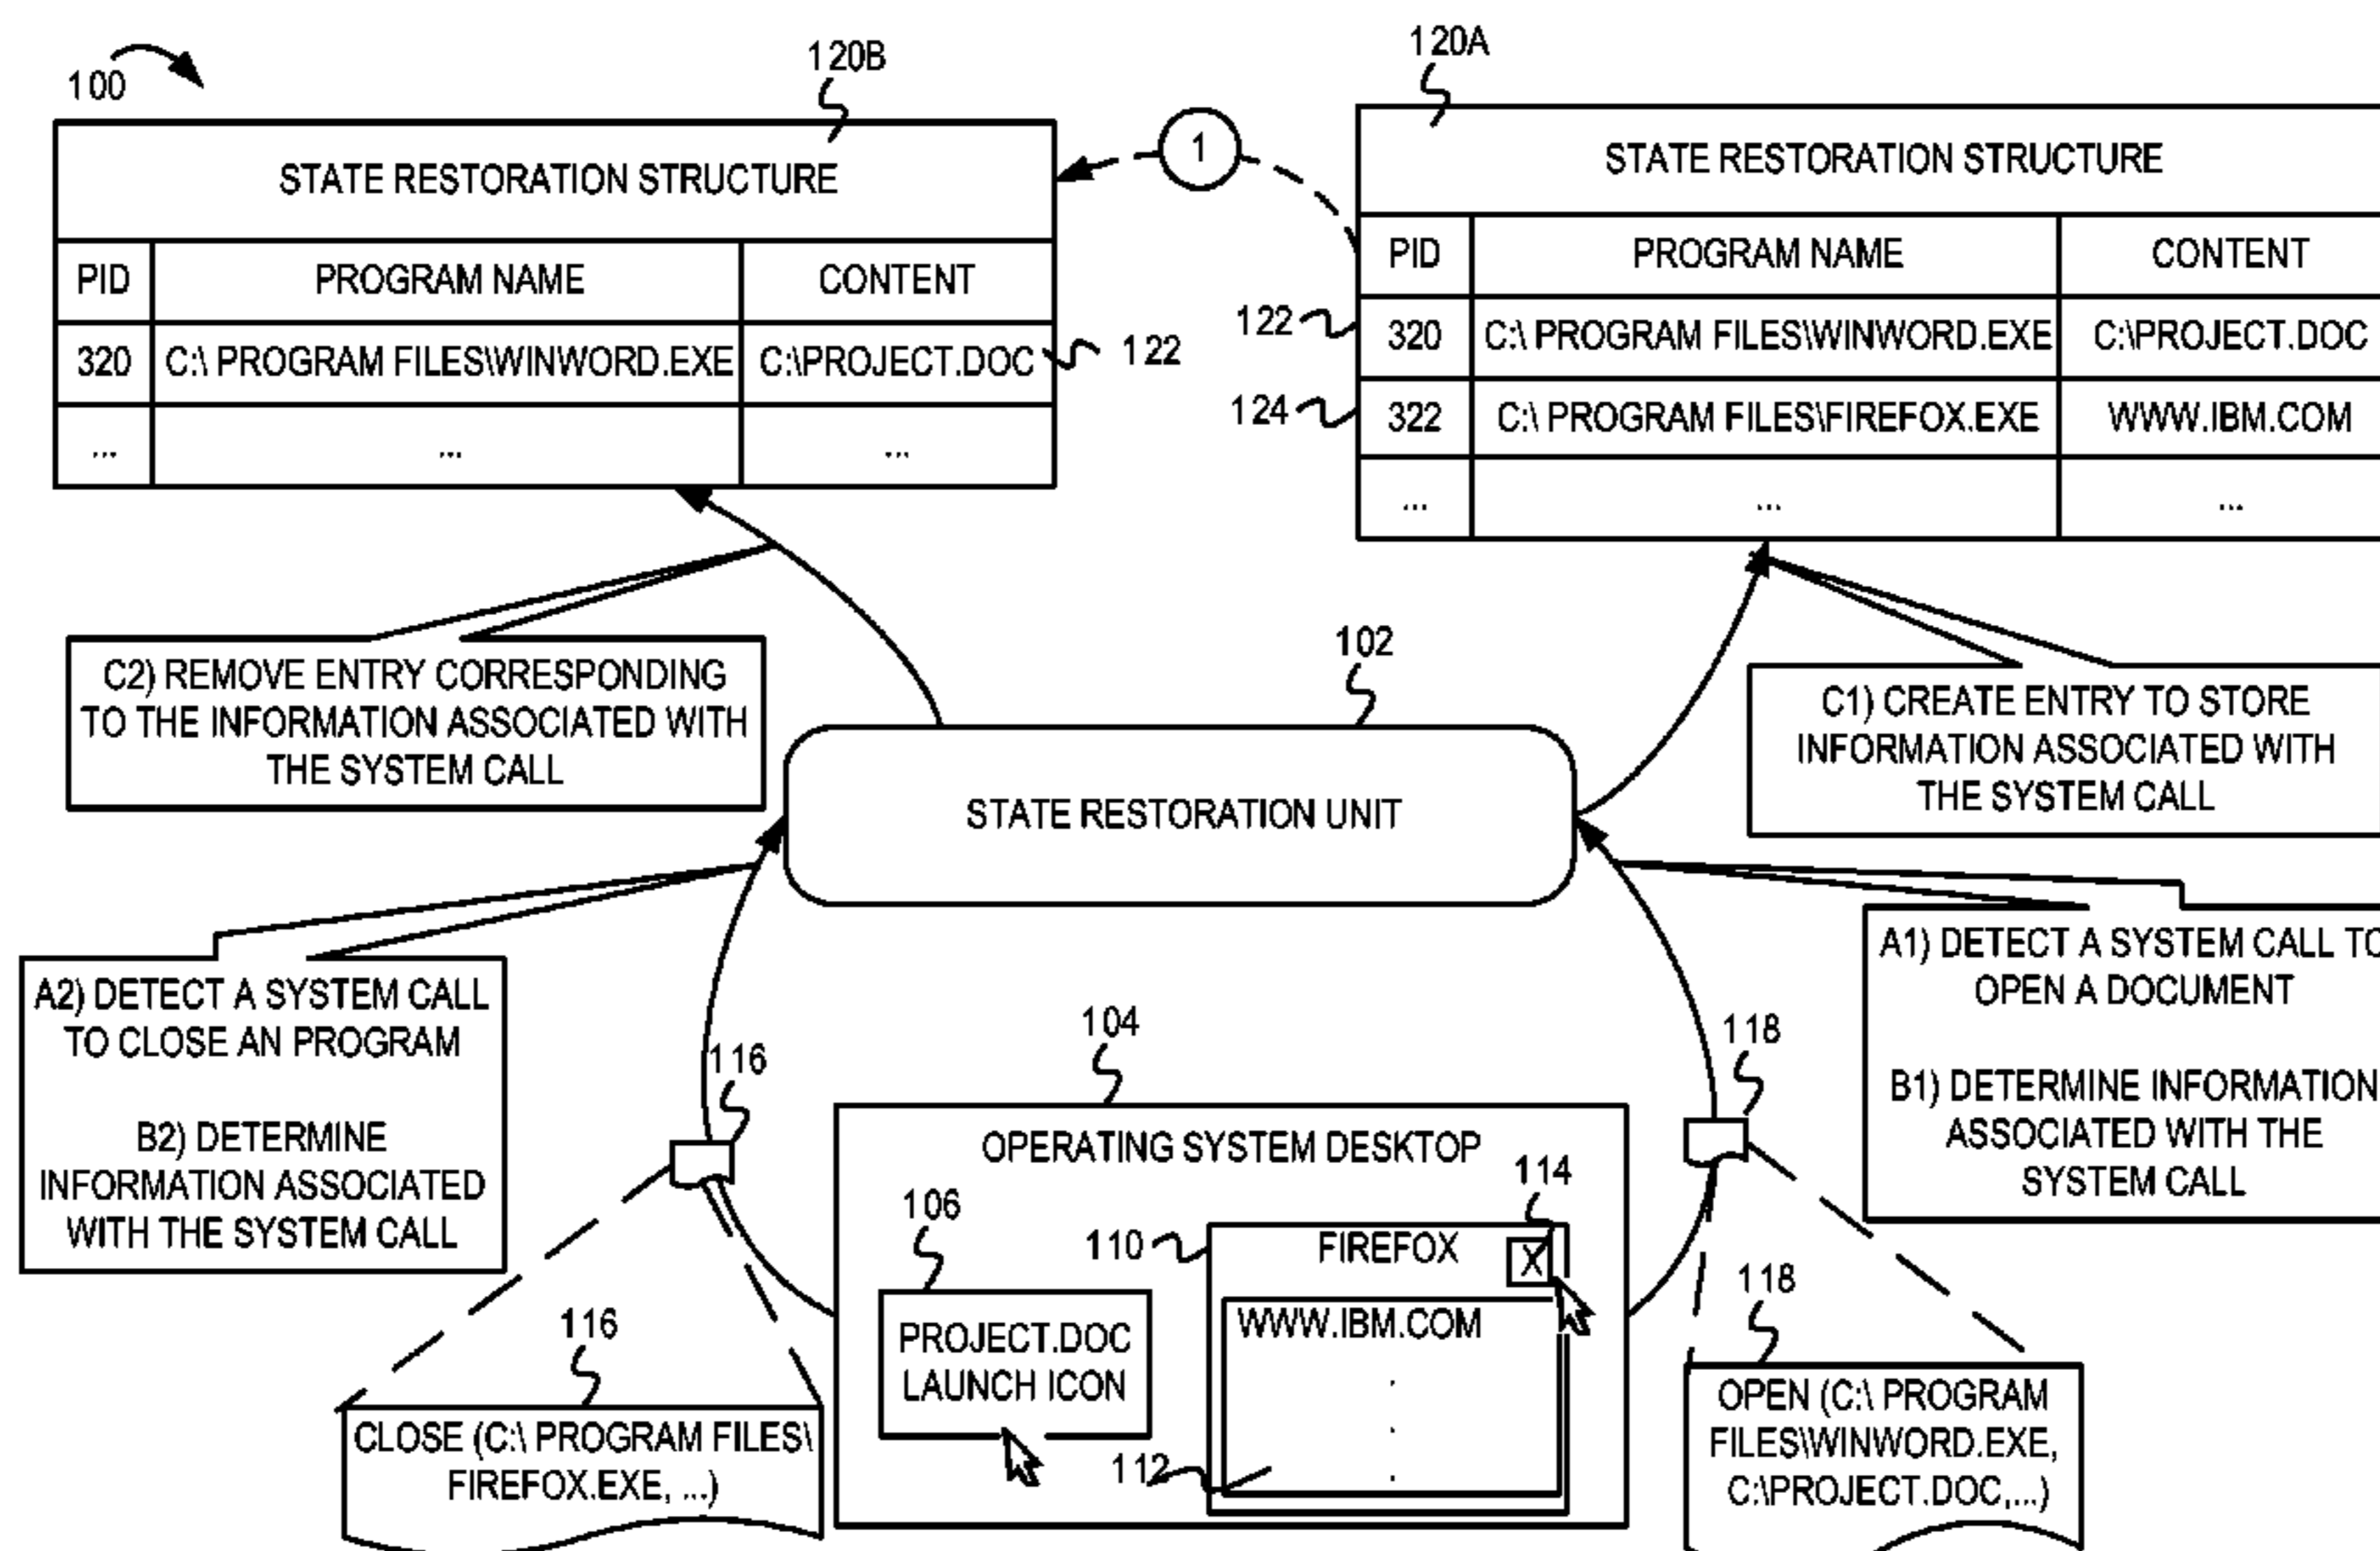 100
120B
120A
STATE RESTORATION STRUCTURE
PID PROGRAM NAME CONTENT
320 C:\ PROGRAM FILES\WINWORD.EXE C:\PROJECT.DOC
... ... ...
122
1
STATE RESTORATION STRUCTURE
PID PROGRAM NAME CONTENT
122
320 C:\ PROGRAM FILES\WINWORD.EXE C:\PROJECT.DOC
124
322 C:\ PROGRAM FILES\FIREFOX.EXE WWW.IBM.COM
... ... ...
C2) REMOVE ENTRY CORRESPONDING
TO THE INFORMATION ASSOCIATED WITH
THE SYSTEM CALL
102
STATE RESTORATION UNIT
C1) CREATE ENTRY TO STORE
INFORMATION ASSOCIATED WITH
THE SYSTEM CALL
A2) DETECT A SYSTEM CALL
TO CLOSE AN PROGRAM
B2) DETERMINE
INFORMATION ASSOCIATED
WITH THE SYSTEM CALL
A1) DETECT A SYSTEM CALL TO
OPEN A DOCUMENT
B1) DETERMINE INFORMATION
ASSOCIATED WITH THE
SYSTEM CALL
116
104
118
OPERATING SYSTEM DESKTOP
106
PROJECT.DOC
LAUNCH ICON
110
114
FIREFOX
X
WWW.IBM.COM
.
.
.
112
116
CLOSE (C:\ PROGRAM FILES\
FIREFOX.EXE, ...)
118
OPEN (C:\ PROGRAM
FILES\WINWORD.EXE,
C:\PROJECT.DOC,...)